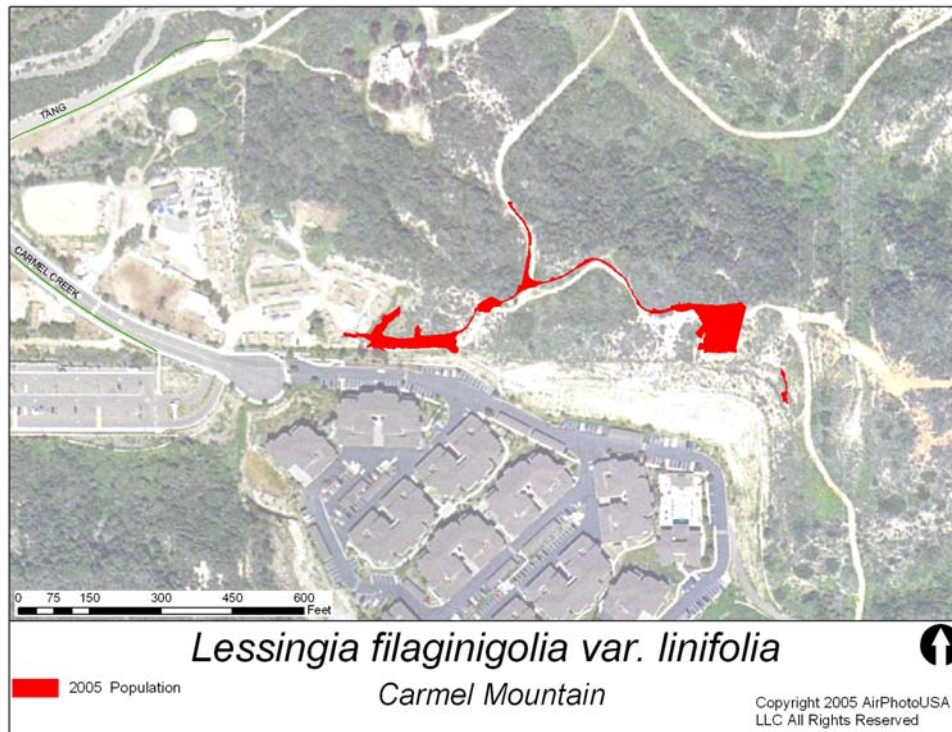 TANG
CARMEL CREEK
0 75 150 300 450 600
Feet
Lessingia filaginigolia var. linifolia
2005 Population
Carmel Mountain
Copyright 2005 AirPhotoUSA
LLC All Rights Reserved